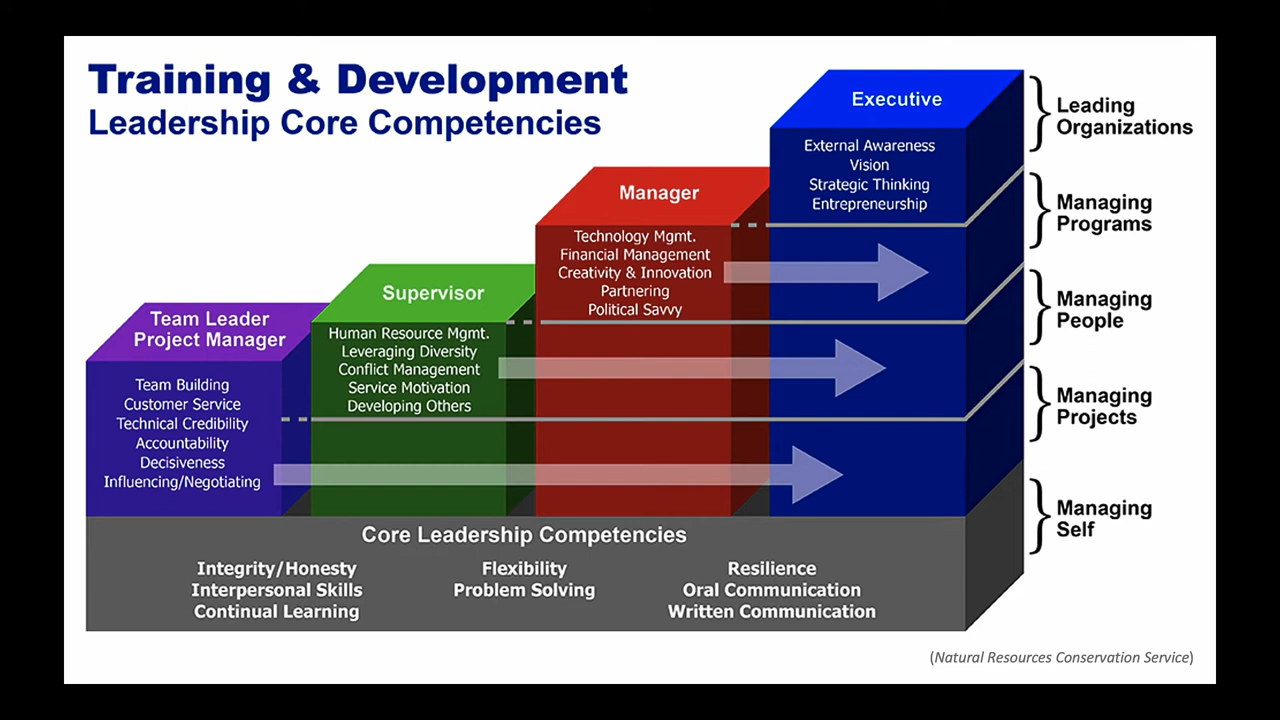 Training & Development
Leadership Core Competencies
Team Leader
Project Manager
Team Building
Customer Service
Technical Credibility
Accountability
Decisiveness
Influencing/Negotiating
Supervisor
Human Resource Mgmt.
Leveraging Diversity
Conflict Management
Service Motivation
Developing Others
Manager
Technology Mgmt.
Financial Management
Creativity & Innovation
Partnering
Political Savvy
Executive
External Awareness
Vision
Strategic Thinking
Entrepreneurship
Leading
Organizations
Managing
Programs
Managing
People
Managing
Projects
Managing
Self
Core Leadership Competencies
Integrity/Honesty
Interpersonal Skills
Continual Learning
Flexibility
Problem Solving
Resilience
Oral Communication
Written Communication
(Natural Resources Conservation Service)